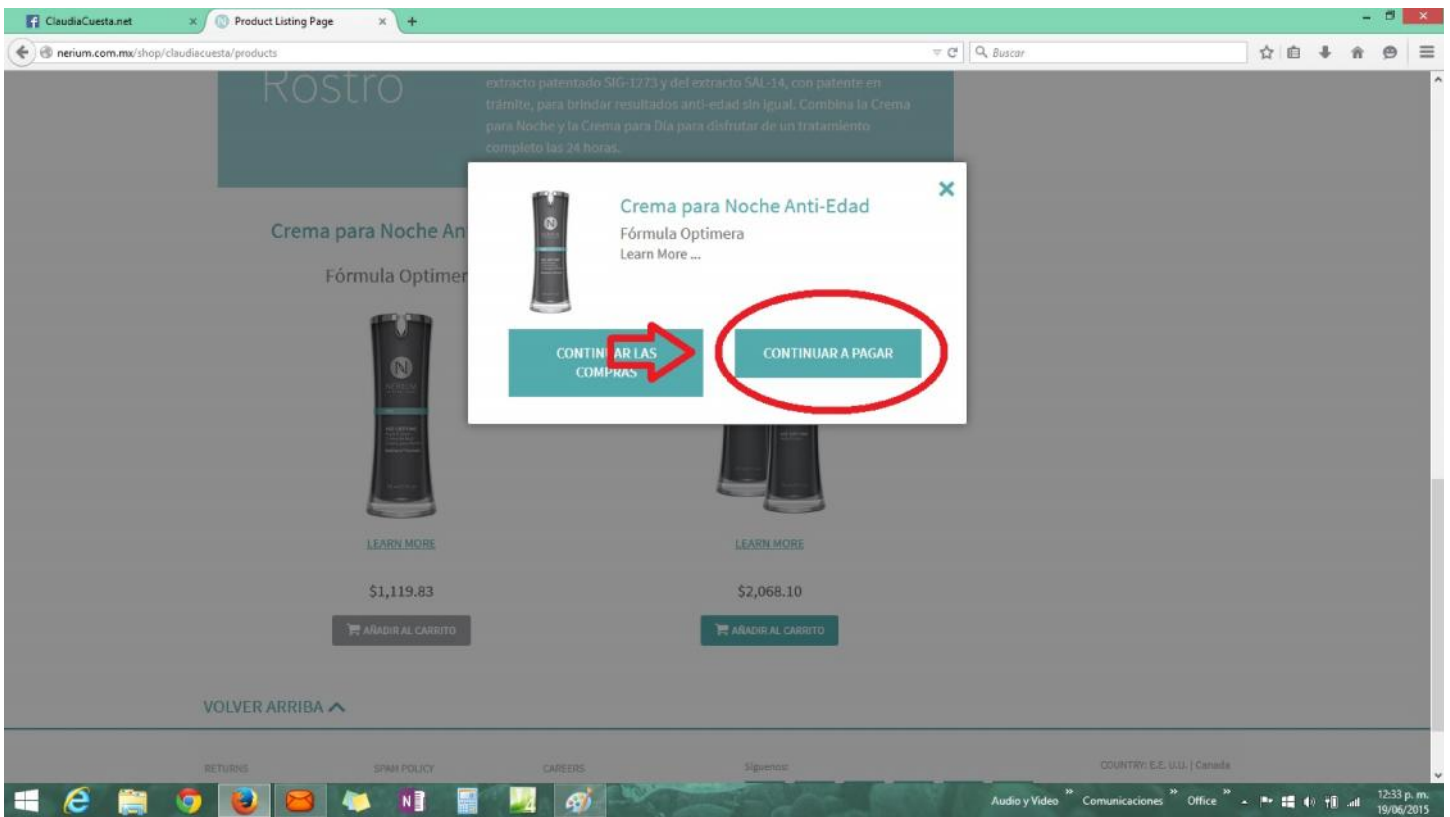 ClaudiaCuesta.net
Product Listing Page
nerium.com.mx/shop/claudiacuesta/products
Buscar
Rostro
extracto patentado SIG-1273 y del extracto SAL-14, con patente en
trámite, para brindar resultados anti-edad sin igual. Combina la Crema
para Noche y la Crema para Día para disfrutar de un tratamiento
completo las 24 horas.
Crema para Noche Anti-Edad
Fórmula Optimera
Learn More ...
CONTINUAR LAS
COMPRAS
CONTINUAR A PAGAR
Crema para Noche An
Fórmula Optimer
N
NERIUM
LEARN MORE
LEARN MORE
$1,119.83
$2,068.10
AÑADIR AL CARRITO
AÑADIR AL CARRITO
VOLVER ARRIBA
RETURNS
SPAM POLICY
CAREERS
Síguenos:
COUNTRY: E.E. U.U. | Canada
Audio y Video
Comunicaciones
Office
12:33 p. m.
19/06/2015